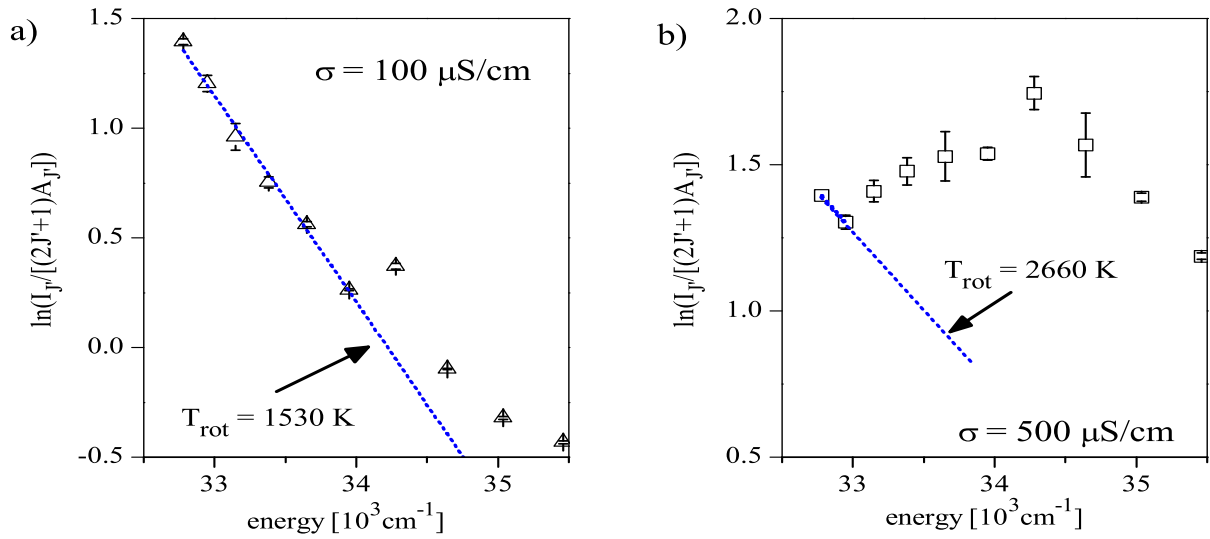 a)
1.5
1.0
0.5
0.0
-0.5
ln(I_J'/[(2J'+1)A_J'])
σ = 100 µS/cm
T_rot = 1530 K
33 34 35
energy [10³cm⁻¹]
b)
2.0
1.5
1.0
0.5
ln(I_J'/[(2J'+1)A_J'])
T_rot = 2660 K
σ = 500 µS/cm
33 34 35
energy [10³cm⁻¹]